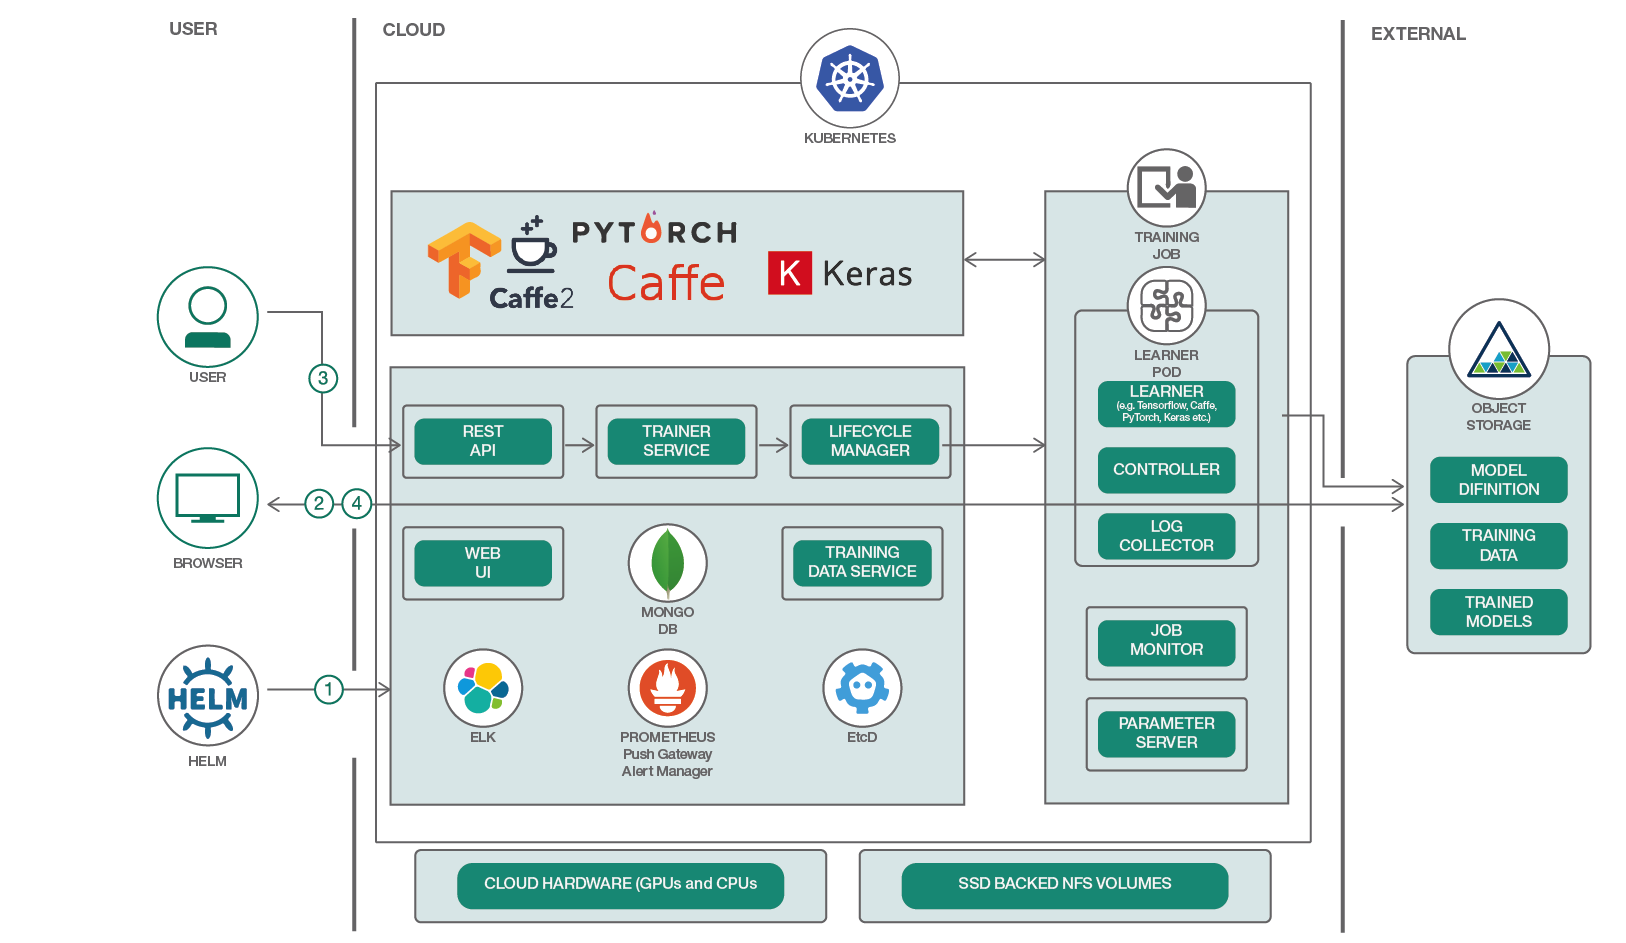 USER
CLOUD
EXTERNAL
KUBERNETES
PYTORCH
Caffe2
Caffe
K Keras
TRAINING
JOB
LEARNER
POD
LEARNER
(e.g. Tensorflow, Caffe,
PyTorch, Keras etc.)
CONTROLLER
LOG
COLLECTOR
JOB
MONITOR
PARAMETER
SERVER
USER
3
REST
API
TRAINER
SERVICE
LIFECYCLE
MANAGER
BROWSER
2
4
WEB
UI
MONGO
DB
TRAINING
DATA SERVICE
HELM
HELM
1
ELK
PROMETHEUS
Push Gateway
Alert Manager
EtcD
OBJECT
STORAGE
MODEL
DIFINITION
TRAINING
DATA
TRAINED
MODELS
CLOUD HARDWARE (GPUs and CPUs
SSD BACKED NFS VOLUMES